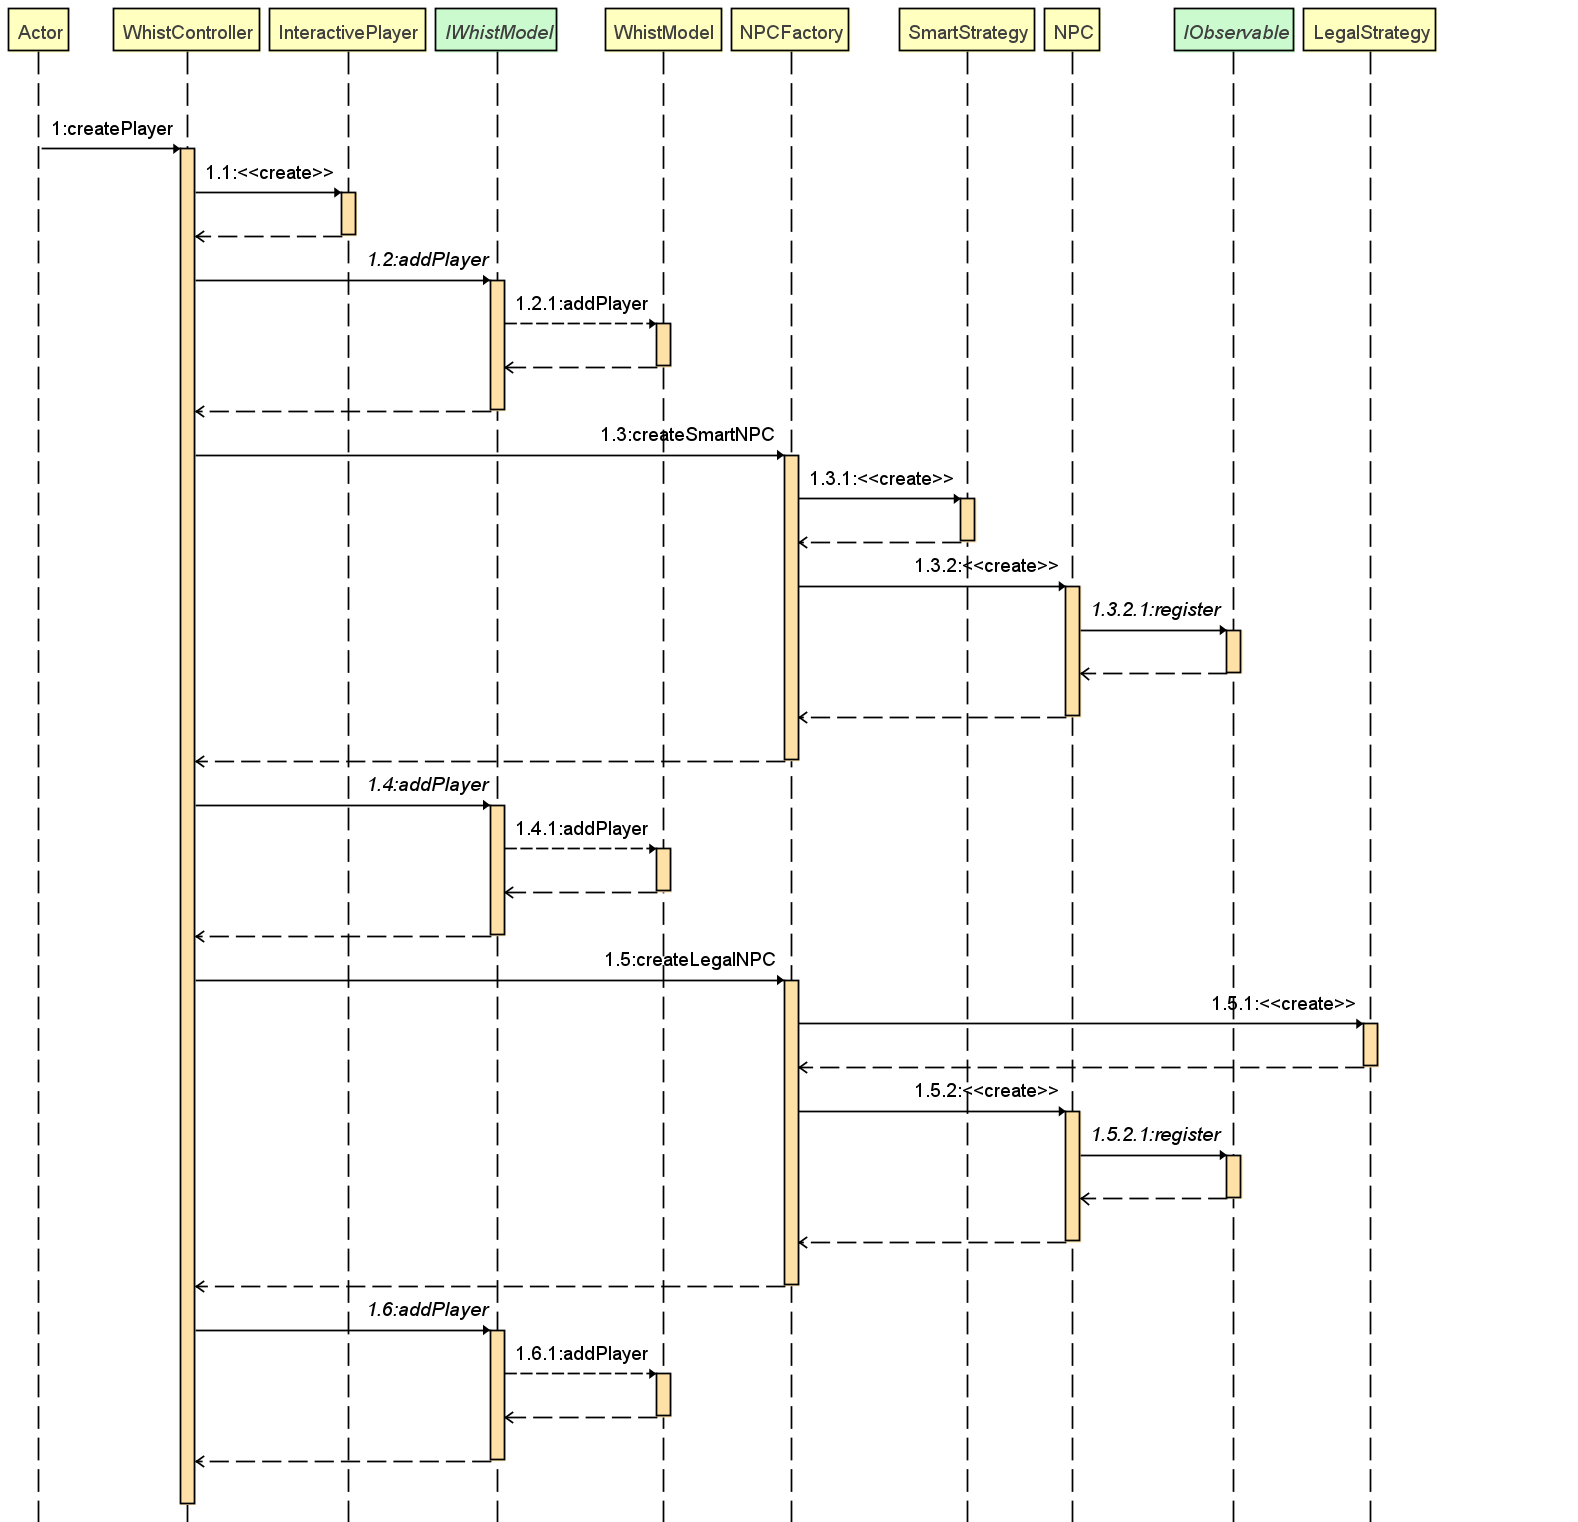 Actor
WhistController
InteractivePlayer
IWhistModel
WhistModel
NPCFactory
SmartStrategy
NPC
IObservable
LegalStrategy
1:createPlayer
1.1:<<create>>
1.2:addPlayer
1.2.1:addPlayer
1.3:createSmartNPC
1.3.1:<<create>>
1.3.2:<<create>>
1.3.2.1:register
1.4:addPlayer
1.4.1:addPlayer
1.5:createLegalNPC
1.5.1:<<create>>
1.5.2:<<create>>
1.5.2.1:register
1.6:addPlayer
1.6.1:addPlayer